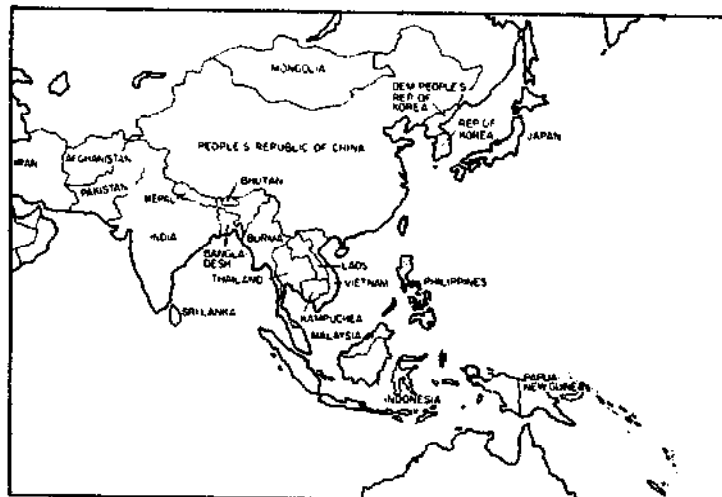 MONGOLIA
DEM PEOPLE'S
REP OF
KOREA
REP OF
KOREA
JAPAN
PEOPLE'S REPUBLIC OF CHINA
IRAN
AFGHANISTAN
PAKISTAN
NEPAL
BHUTAN
INDIA
BANGLA-
DESH
BURMA
LAOS
THAILAND
VIETNAM
PHILIPPINES
KAMPUCHEA
SRI LANKA
MALAYSIA
INDONESIA
PAPUA
NEW GUINEA